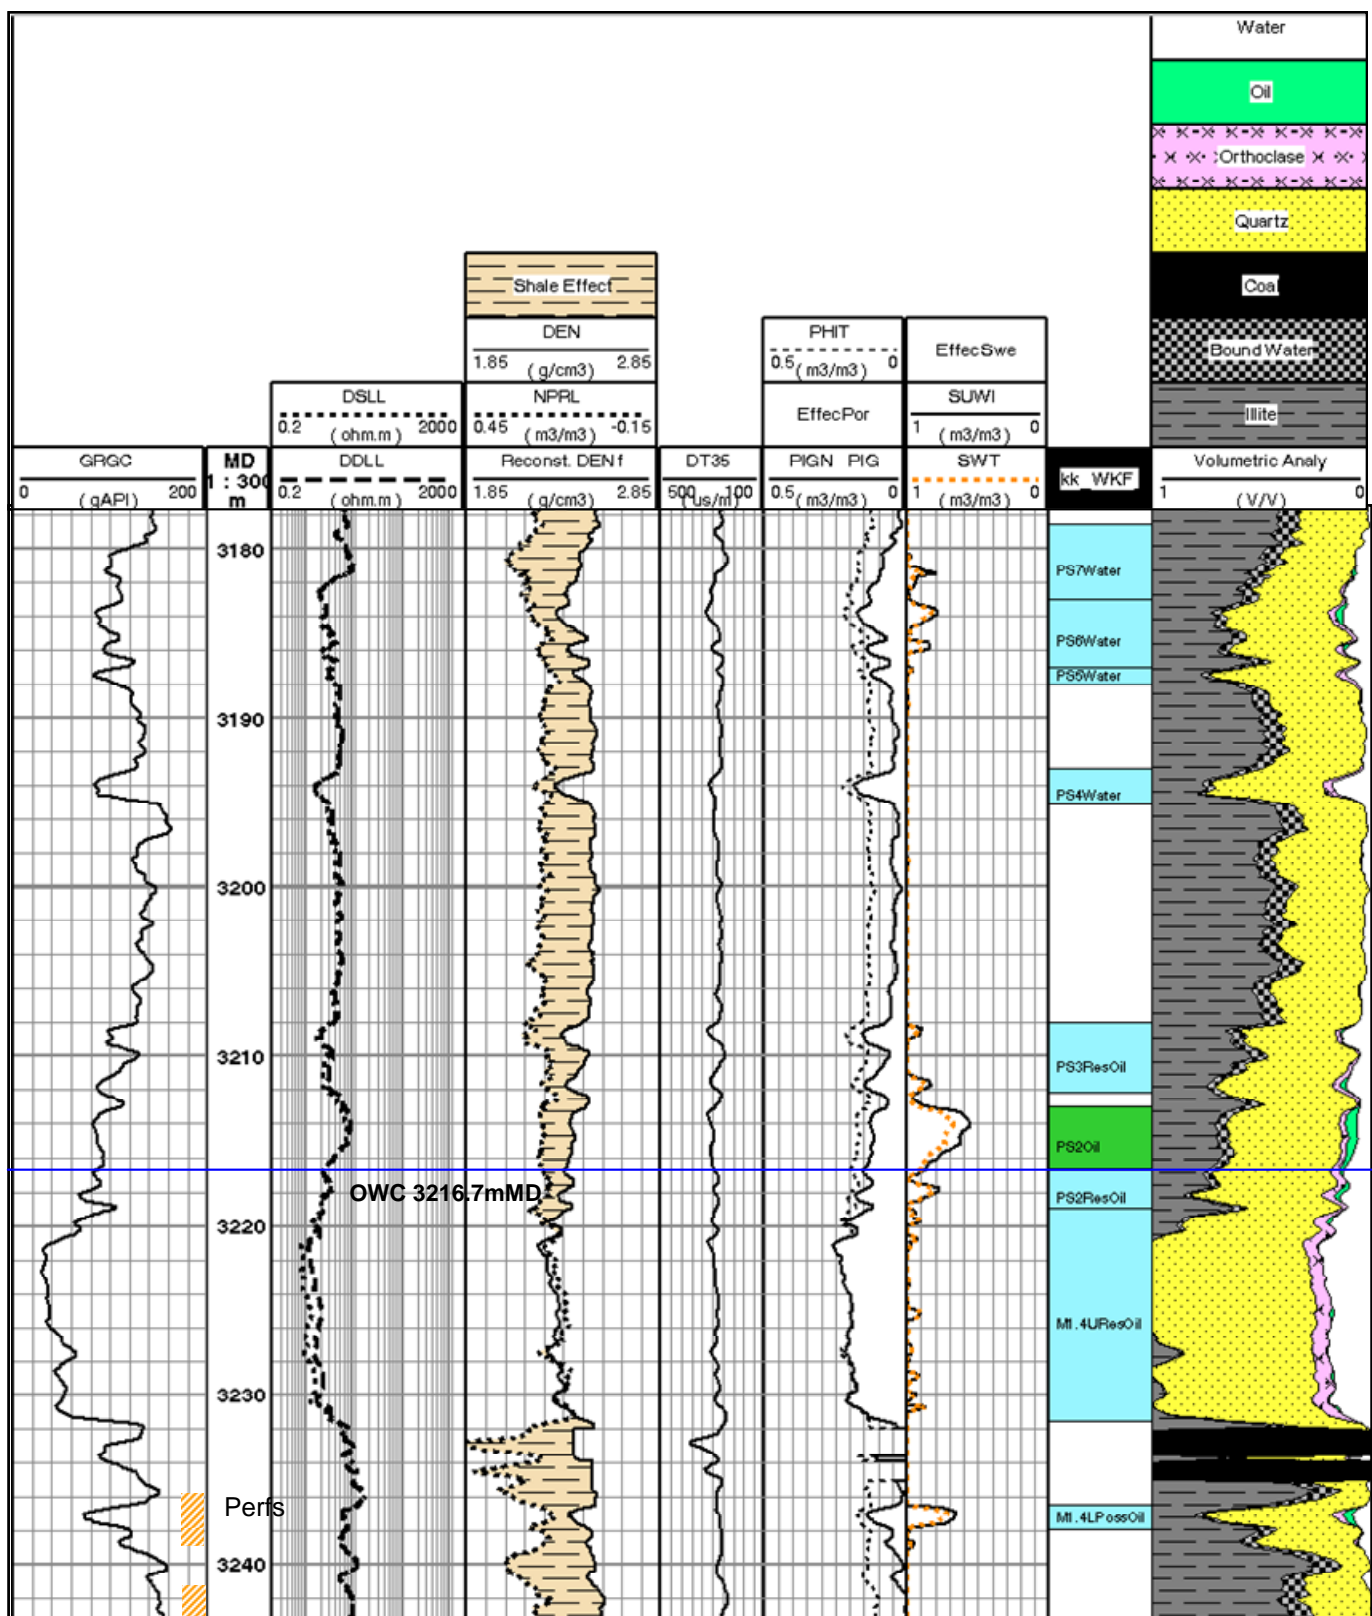 Water
Oil
Orthoclase
Quartz
Shale Effect
Coal
DEN
1.85 (g/cm3) 2.85
PHIT
0.5 (m3/m3) 0
EffecSwe
Bound Water
DSLL
0.2 (ohm.m) 2000
NPRL
0.45 (m3/m3) -0.15
EffecPor
SUWI
1 (m3/m3) 0
Illite
GRGC
0 (gAPI) 200
MD
1 : 300
m
DDLL
0.2 (ohm.m) 2000
Reconst. DENf
1.85 (g/cm3) 2.85
DT35
500 (us/m) 100
PIGN PIG
0.5 (m3/m3) 0
SWT
1 (m3/m3) 0
kk_WKF
Volumetric Analy
1 (V/V) 0
3180
PS7Water
PS6Water
PS5Water
3190
PS4Water
3200
3210
PS3ResOil
PS2Oil
OWC 3216.7mMD
PS2ResOil
3220
M1.4UResOil
3230
Perfs
M1.4LPossOil
3240